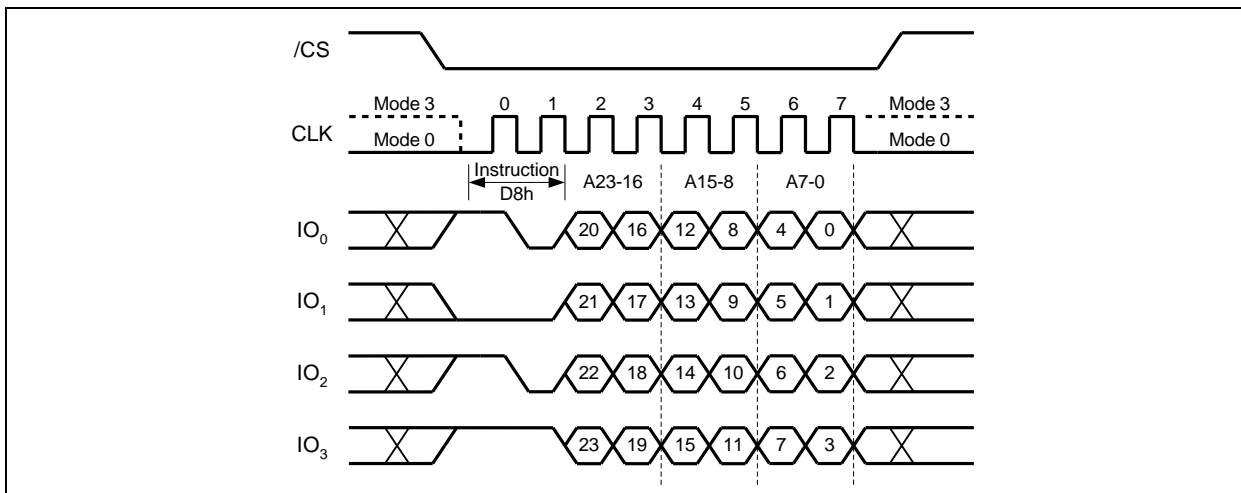 /CS
Mode 3 0 1 2 3 4 5 6 7 Mode 3
CLK
Mode 0 Mode 0
Instruction
D8h
A23-16 A15-8 A7-0
IO0 20 16 12 8 4 0
IO1 21 17 13 9 5 1
IO2 22 18 14 10 6 2
IO3 23 19 15 11 7 3